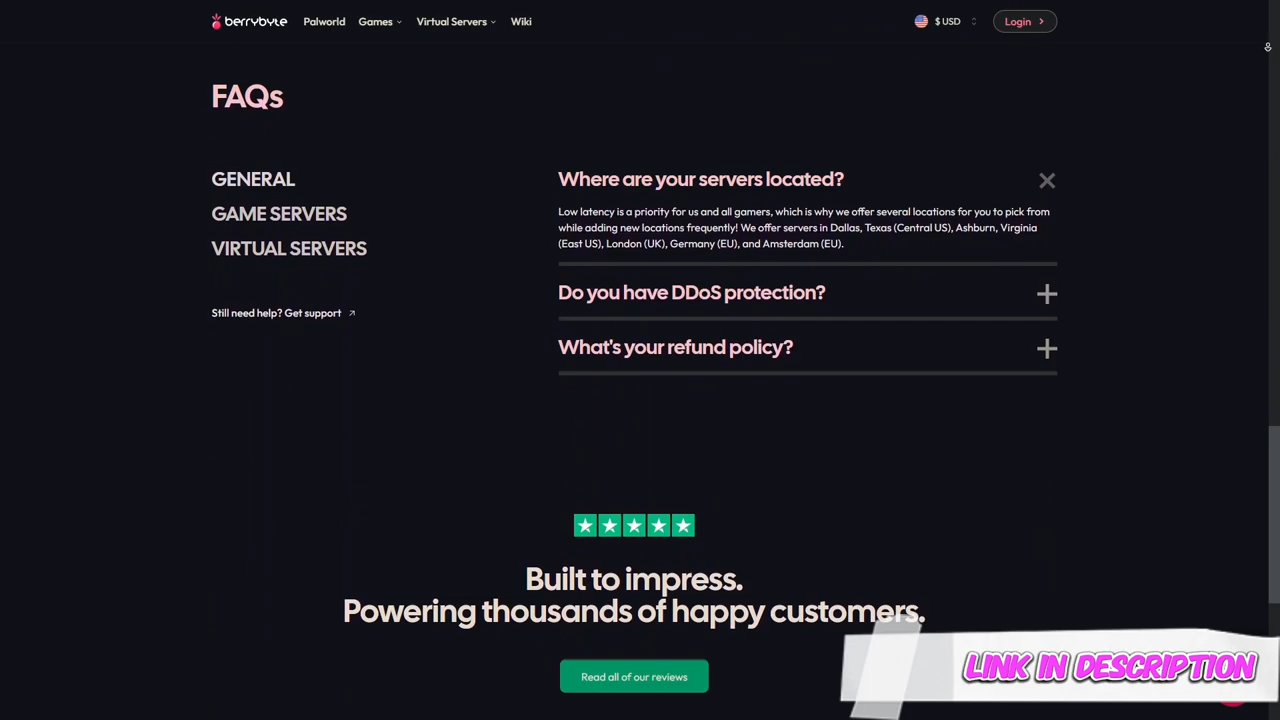 berrybyte Palworld Games Virtual Servers Wiki $ USD Login
FAQs
GENERAL
GAME SERVERS
VIRTUAL SERVERS
Still need help? Get support
Where are your servers located?
Low latency is a priority for us and all gamers, which is why we offer several locations for you to pick from
while adding new locations frequently! We offer servers in Dallas, Texas (Central US), Ashburn, Virginia
(East US), London (UK), Germany (EU), and Amsterdam (EU).
Do you have DDoS protection?
What's your refund policy?
Built to impress.
Powering thousands of happy customers.
Read all of our reviews
LINK IN DESCRIPTION